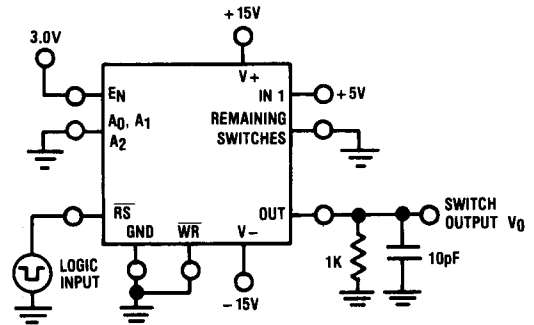 +15V
3.0V
V+
EN
IN 1
+5V
A0, A1
A2
REMAINING
SWITCHES
RS
GND
WR
V−
OUT
SWITCH
OUTPUT V0
LOGIC
INPUT
1K
10pF
−15V